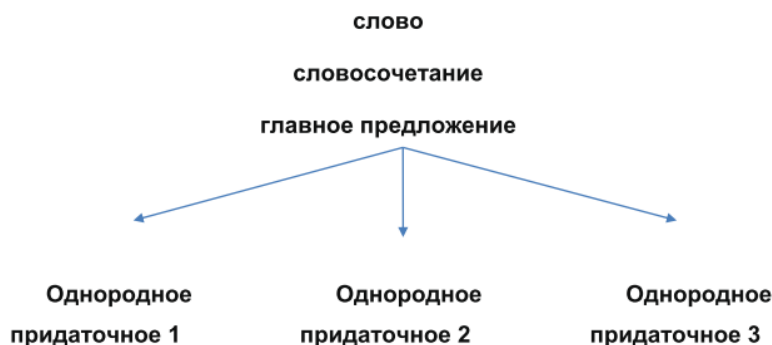 слово
словосочетание
главное предложение
Однородное
придаточное 1
Однородное
придаточное 2
Однородное
придаточное 3